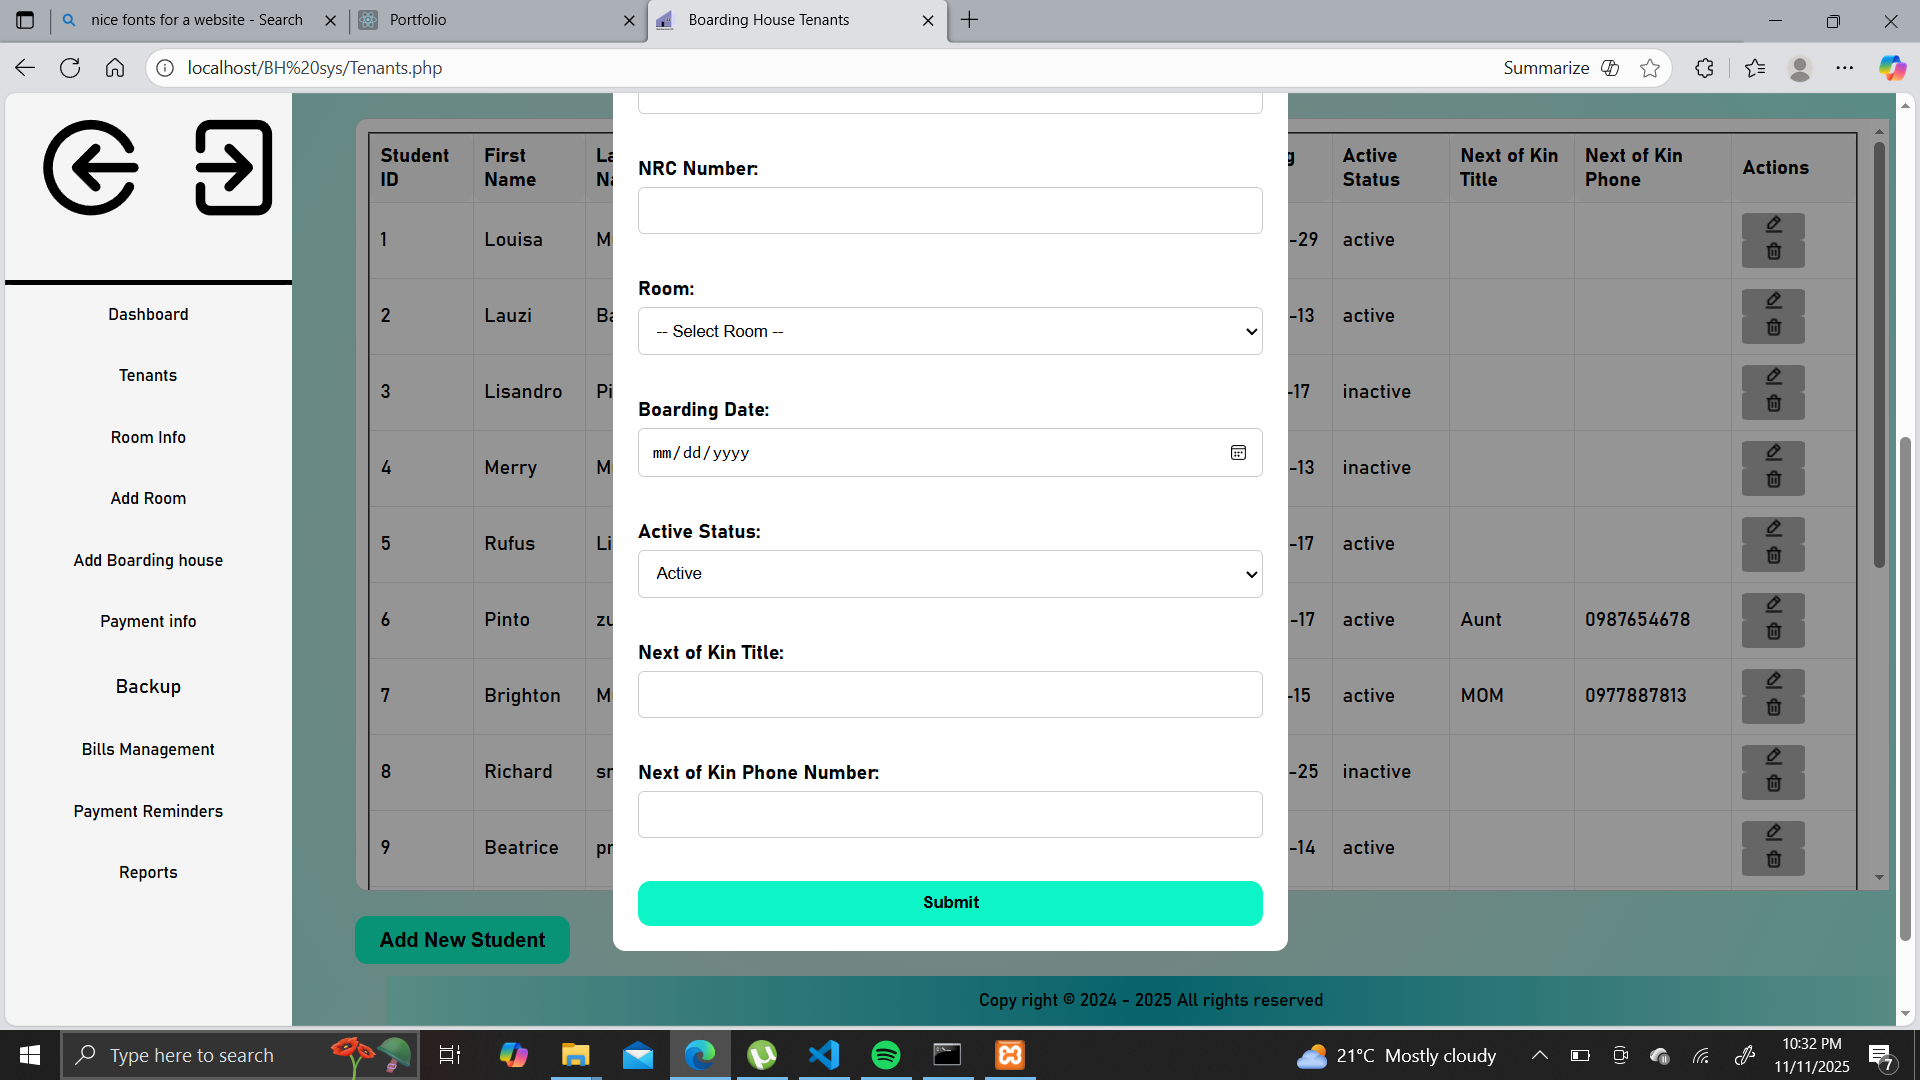 nice fonts for a website - Search
Portfolio
Boarding House Tenants
localhost/BH%20sys/Tenants.php
Summarize
Dashboard
Tenants
Room Info
Add Room
Add Boarding house
Payment info
Backup
Bills Management
Payment Reminders
Reports
Student ID First Name Active Status Next of Kin Title Next of Kin Phone Actions
1 Louisa -29 active
2 Lauzi Ba -13 active
3 Lisandro Pi -17 inactive
4 Merry M -13 inactive
5 Rufus Li -17 active
6 Pinto zu -17 active Aunt 0987654678
7 Brighton M -15 active MOM 0977887813
8 Richard -25 inactive
9 Beatrice pr -14 active
NRC Number:
Room:
-- Select Room --
Boarding Date:
mm/dd/yyyy
Active Status:
Active
Next of Kin Title:
Next of Kin Phone Number:
Submit
Add New Student
Copy right © 2024 - 2025 All rights reserved
Type here to search
21°C Mostly cloudy
10:32 PM
11/11/2025
7